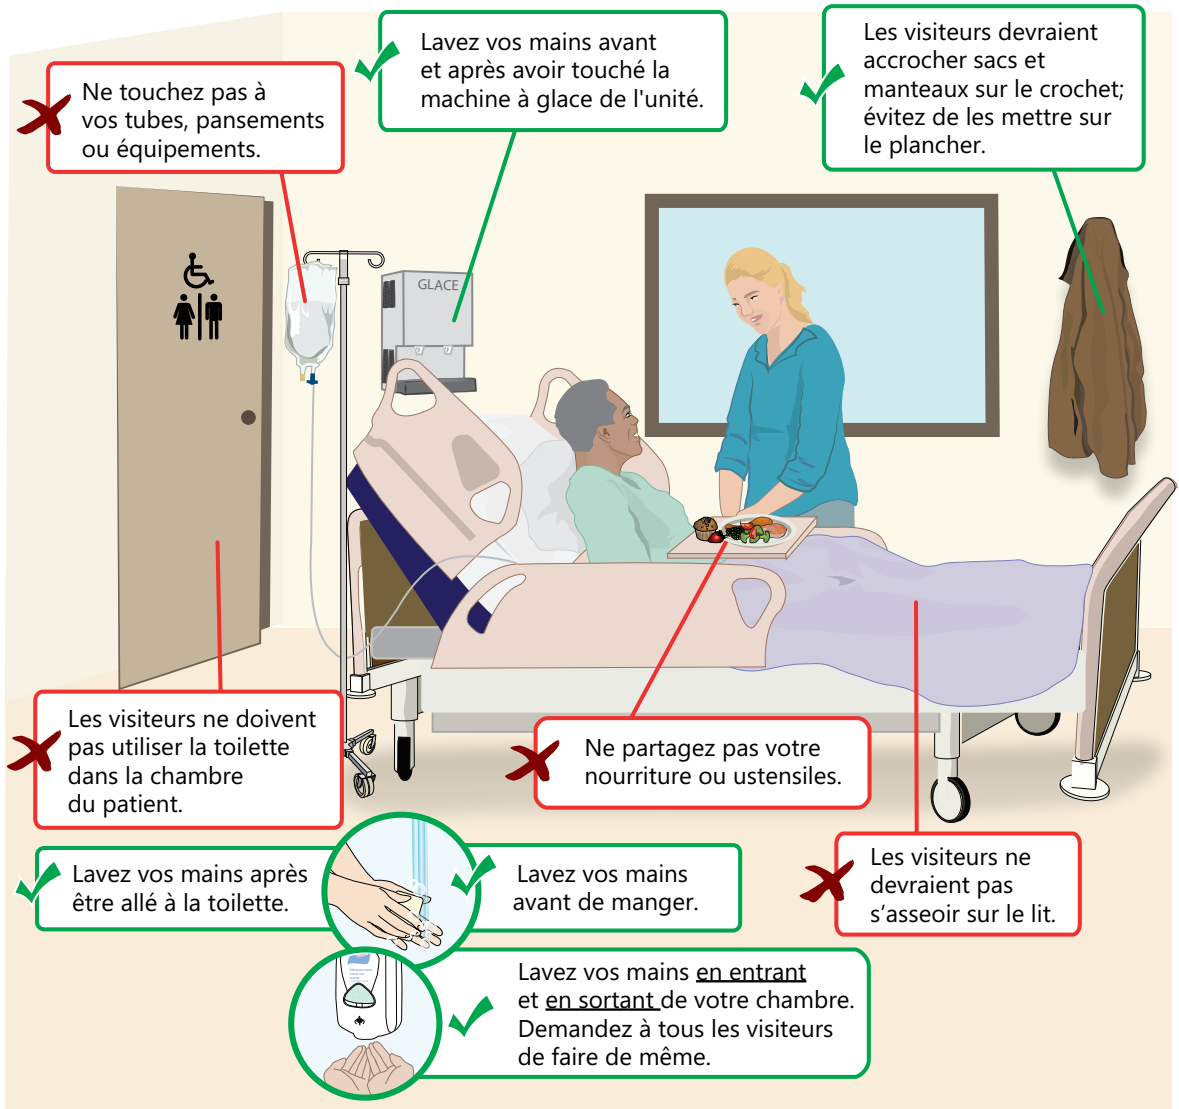 Lavez vos mains avant
et après avoir touché la
machine à glace de l'unité.
Les visiteurs devraient
accrocher sacs et
manteaux sur le crochet;
évitez de les mettre sur
le plancher.
Ne touchez pas à
vos tubes, pansements
ou équipements.
GLACE
Les visiteurs ne doivent
pas utiliser la toilette
dans la chambre
du patient.
Ne partagez pas votre
nourriture ou ustensiles.
Les visiteurs ne
devraient pas
s’asseoir sur le lit.
Lavez vos mains après
être allé à la toilette.
Lavez vos mains
avant de manger.
Lavez vos mains en entrant
et en sortant de votre chambre.
Demandez à tous les visiteurs
de faire de même.